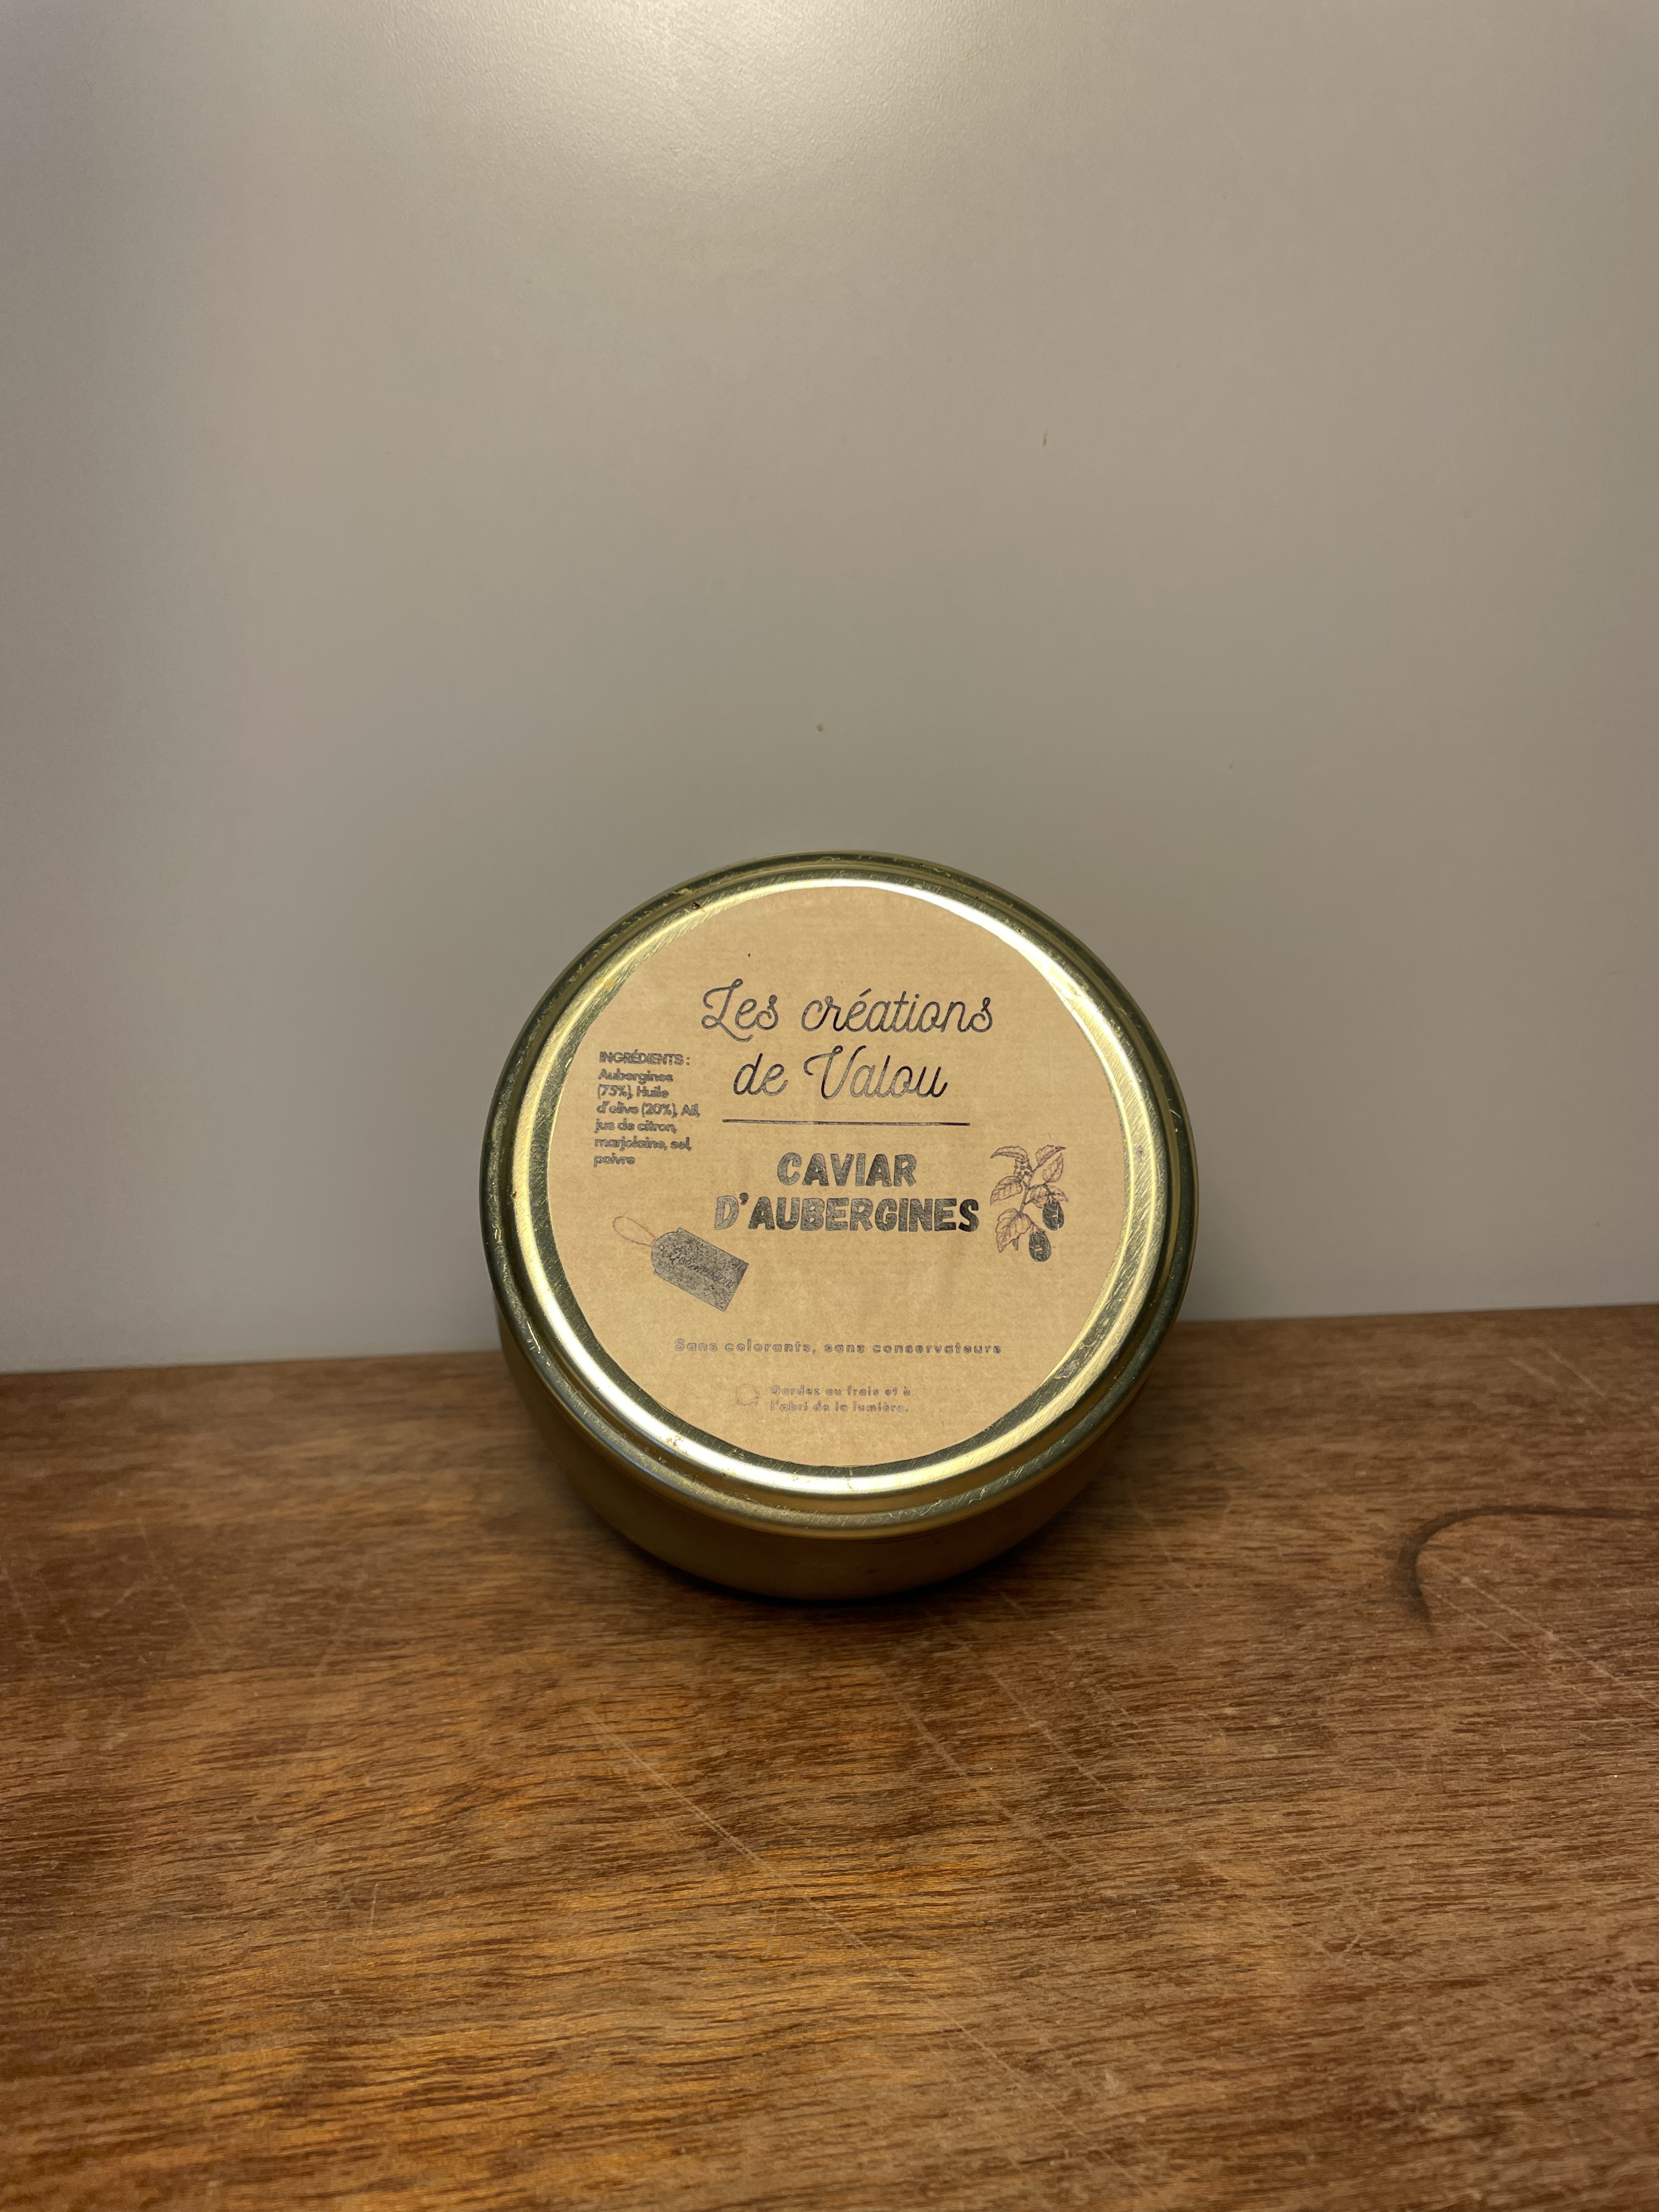 Les créations
de Valou
INGRÉDIENTS :
Aubergines
(75%), Huile
d'olive (20%), Ail,
jus de citron,
marjolaine, sel,
poivre
CAVIAR
D'AUBERGINES
Sans colorants, sans conservateurs
Gardez au frais et à
l'abri de la lumière.